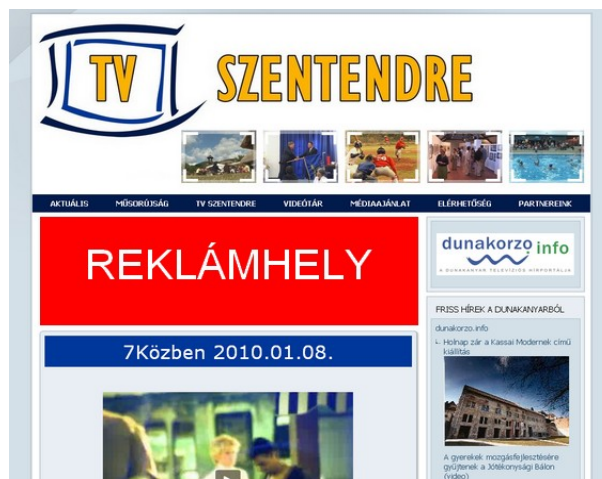 TV SZENTENDRE
AKTUÁLIS MŰSORÚJSÁG TV SZENTENDRE VIDEÓTÁR MÉDIAAJÁNLAT ELÉRHETŐSÉG PARTNEREINK
REKLÁMHELY
7Közben 2010.01.08.
dunakorzo info
A DUNAKANYAR TELEVÍZIÓS HÍRPORTÁLJA
FRISS HÍREK A DUNAKANYARBÓL
dunakorzo.info
Holnap zár a Kassai Modernek című
kiállítás
A gyerekek mozgásfejlesztésére
gyűjtenek a Jótékonysági Bálon
(video)